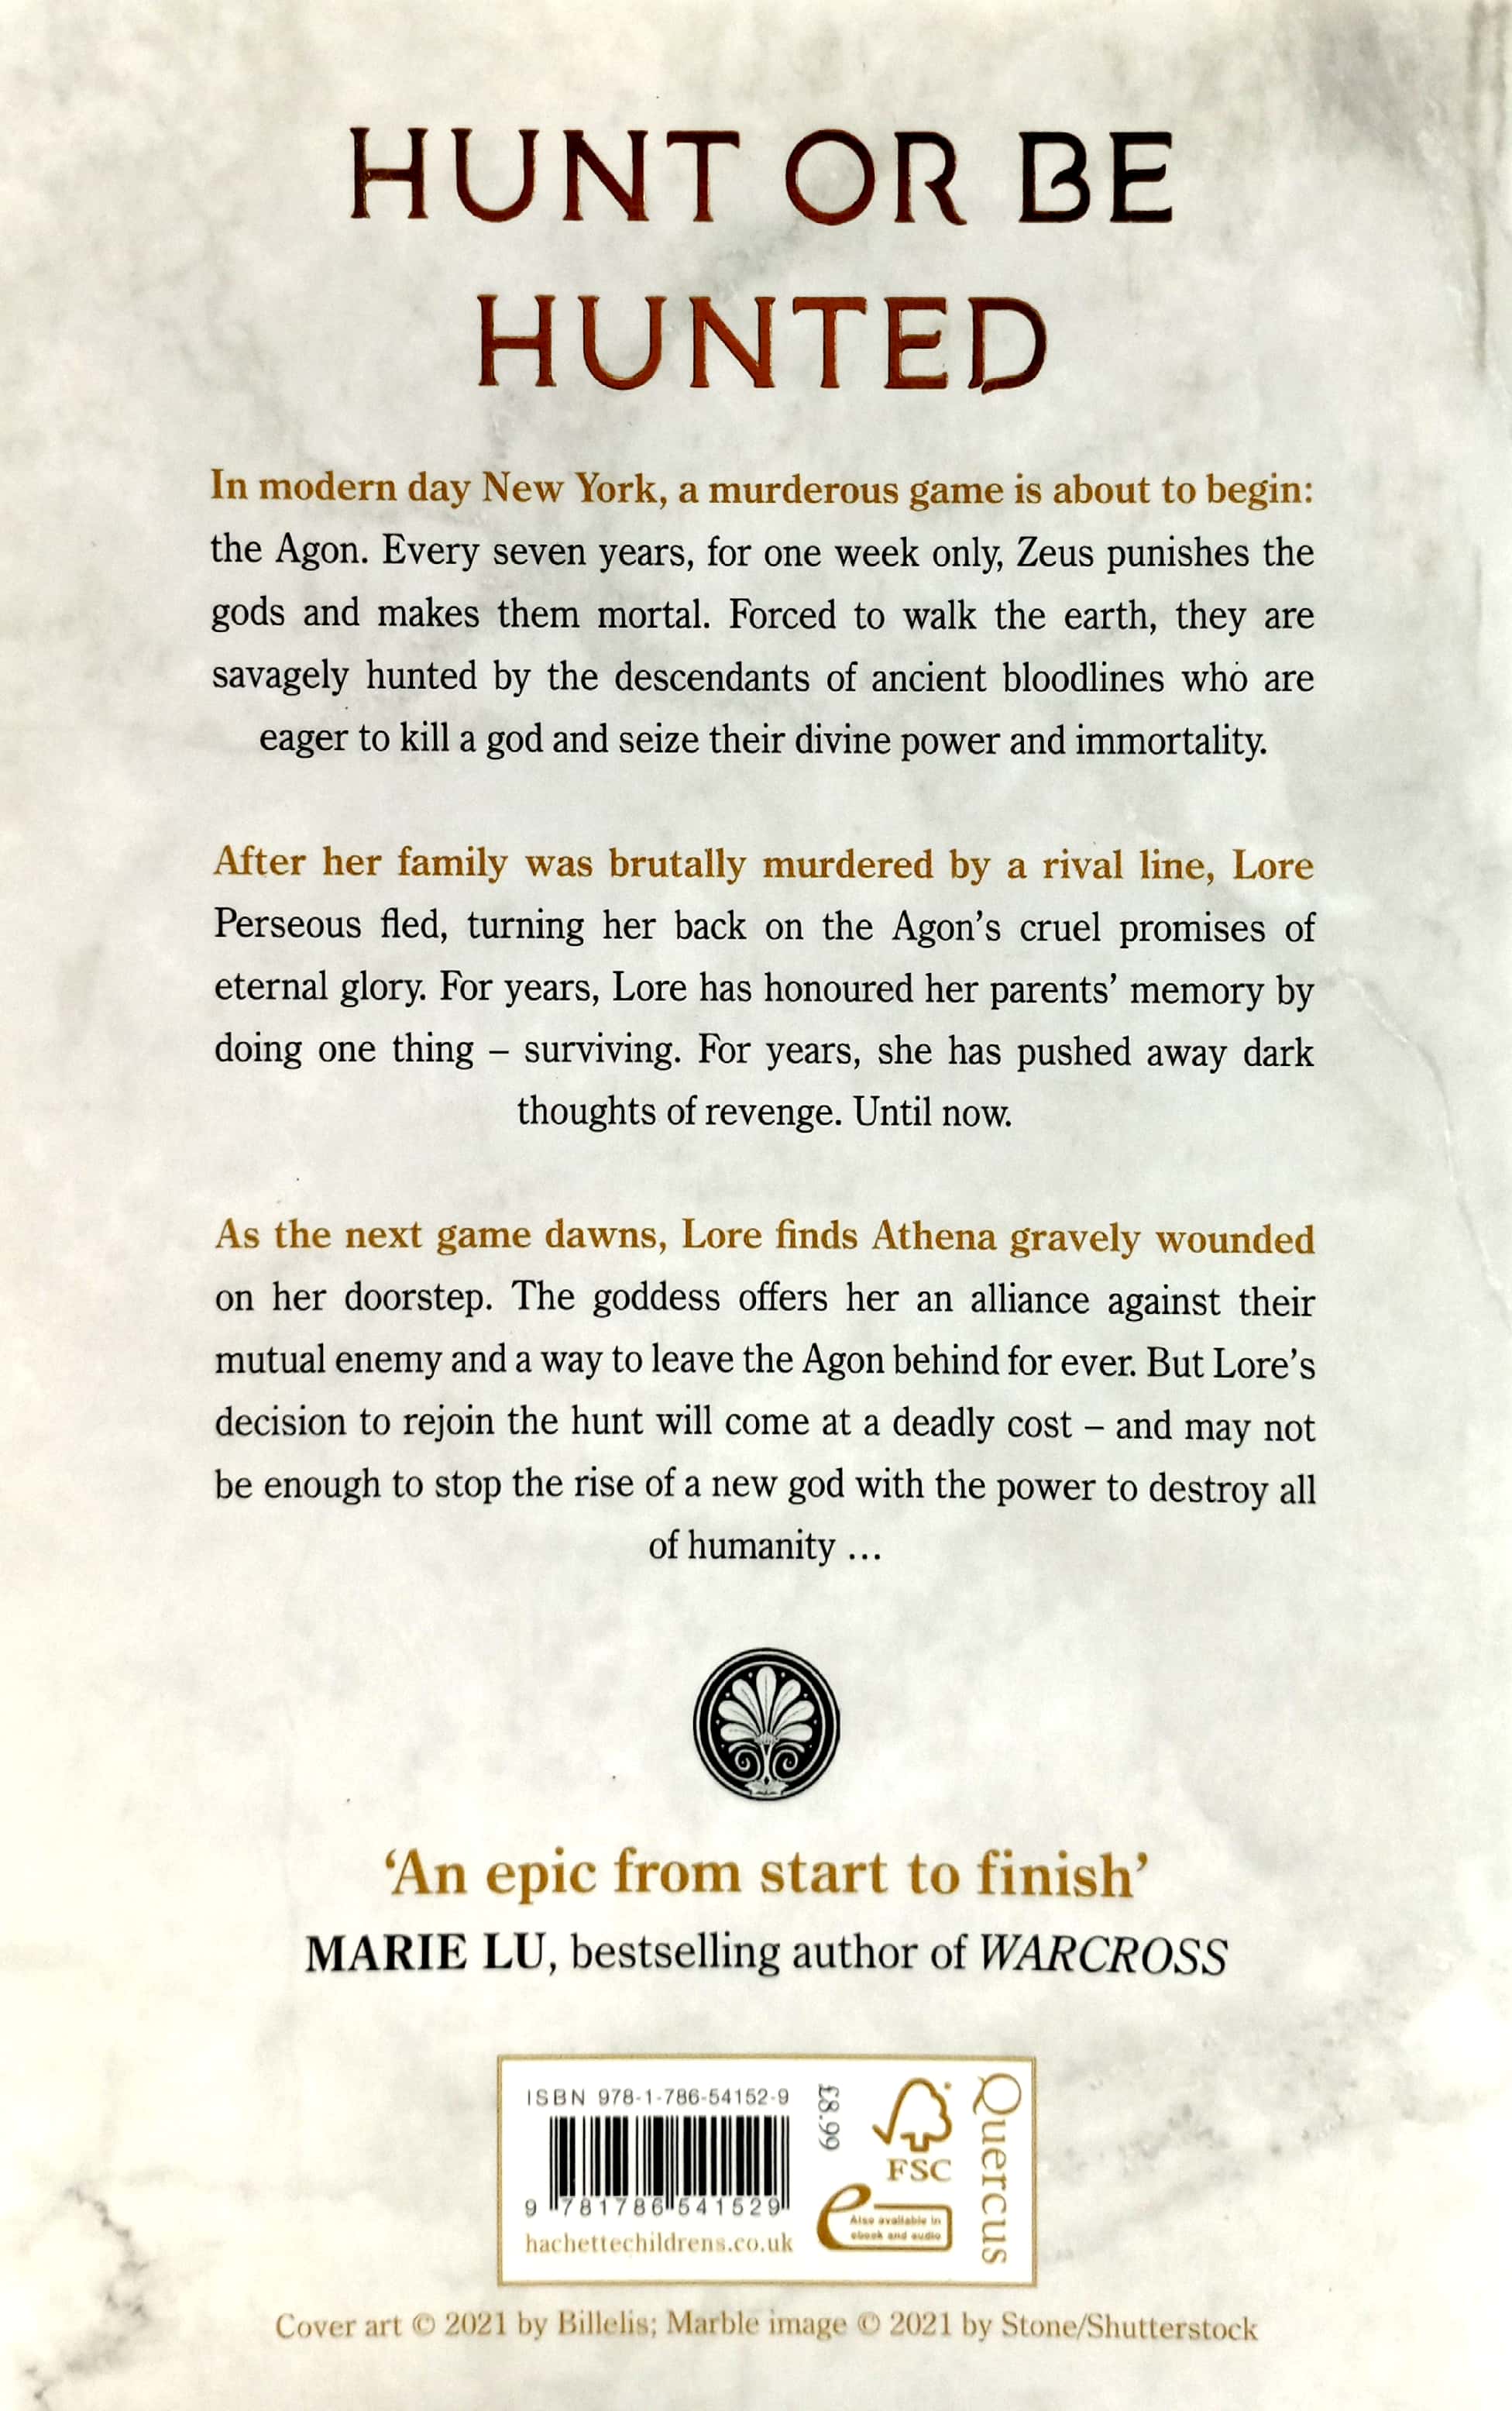 HUNT OR BE
HUNTED
In modern day New York, a murderous game is about to begin:
the Agon. Every seven years, for one week only, Zeus punishes the
gods and makes them mortal. Forced to walk the earth, they are
savagely hunted by the descendants of ancient bloodlines who are
eager to kill a god and seize their divine power and immortality.
After her family was brutally murdered by a rival line, Lore
Perseous fled, turning her back on the Agon’s cruel promises of
eternal glory. For years, Lore has honoured her parents’ memory by
doing one thing – surviving. For years, she has pushed away dark
thoughts of revenge. Until now.
As the next game dawns, Lore finds Athena gravely wounded
on her doorstep. The goddess offers her an alliance against their
mutual enemy and a way to leave the Agon behind for ever. But Lore’s
decision to rejoin the hunt will come at a deadly cost – and may not
be enough to stop the rise of a new god with the power to destroy all
of humanity ...
‘An epic from start to finish’
MARIE LU, bestselling author of WARCROSS
ISBN 978-1-786-54152-9
9 781786 541529
hachettechildrens.co.uk
£8.99
FSC
Also available in
ebook and audio
Quercus
Cover art © 2021 by Billelis; Marble image © 2021 by Stone/Shutterstock